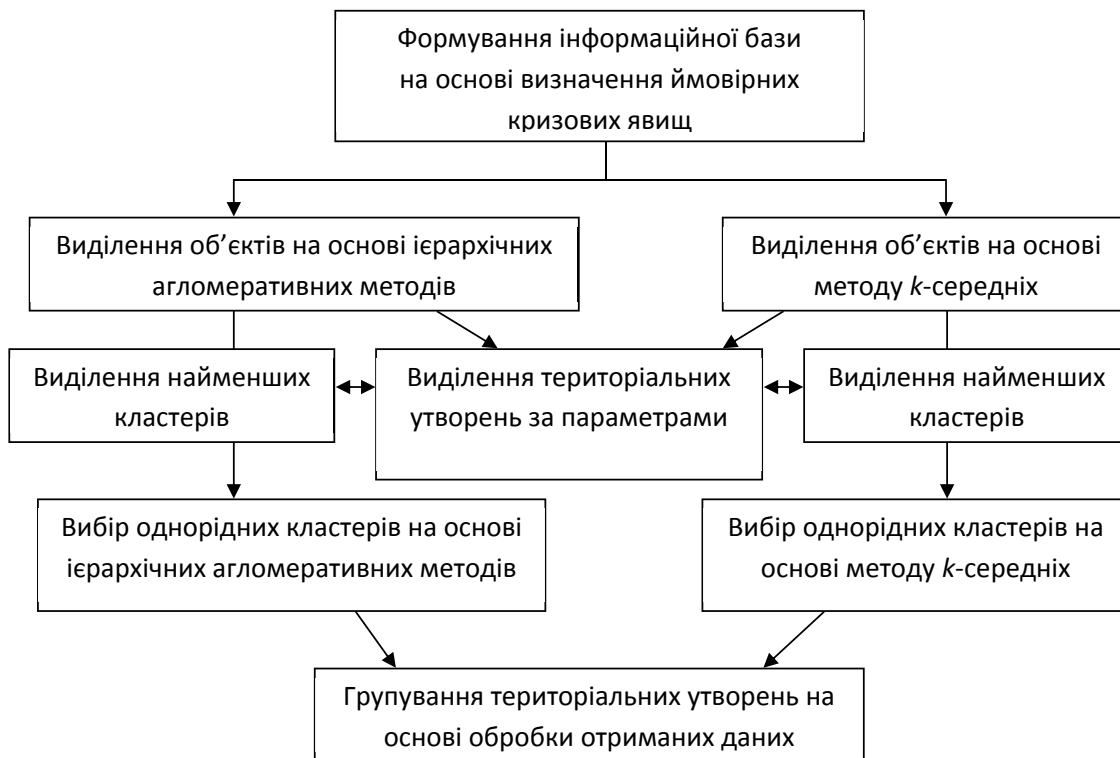 Формування інформаційної бази
на основі визначення ймовірних
кризових явищ
Виділення об’єктів на основі ієрархічних
агломеративних методів
Виділення об’єктів на основі
методу k-середніх
Виділення найменших
кластерів
Виділення територіальних
утворень за параметрами
Виділення найменших
кластерів
Вибір однорідних кластерів на основі
ієрархічних агломеративних методів
Вибір однорідних кластерів на
основі методу k-середніх
Групування територіальних утворень на
основі обробки отриманих даних